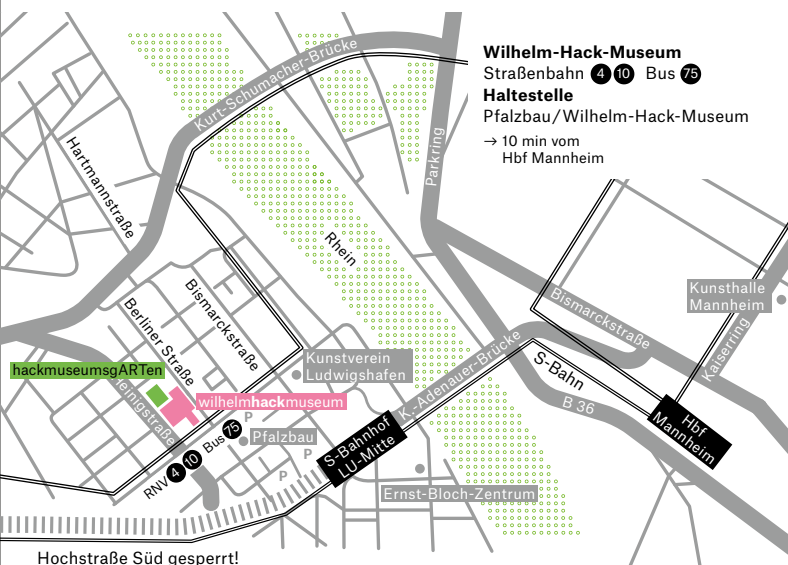 Wilhelm-Hack-Museum
Straßenbahn 4 10 Bus 75
Haltestelle
Pfalzbau/Wilhelm-Hack-Museum
→ 10 min vom
Hbf Mannheim
Kurt-Schumacher-Brücke
Parkring
Hartmannstraße
Rhein
Berliner Straße
Bismarckstraße
Bismarckstraße
Kunsthalle
Mannheim
Kaiserring
Kunstverein
Ludwigshafen
K.-Adenauer-Brücke
S-Bahn
B 36
hackmuseumsgARTen
Heinigstraße
wilhelmhackmuseum
P
Pfalzbau
P
P
RNV 4 10 Bus 75
S-Bahnhof
LU-Mitte
Hbf
Mannheim
Ernst-Bloch-Zentrum
Hochstraße Süd gesperrt!